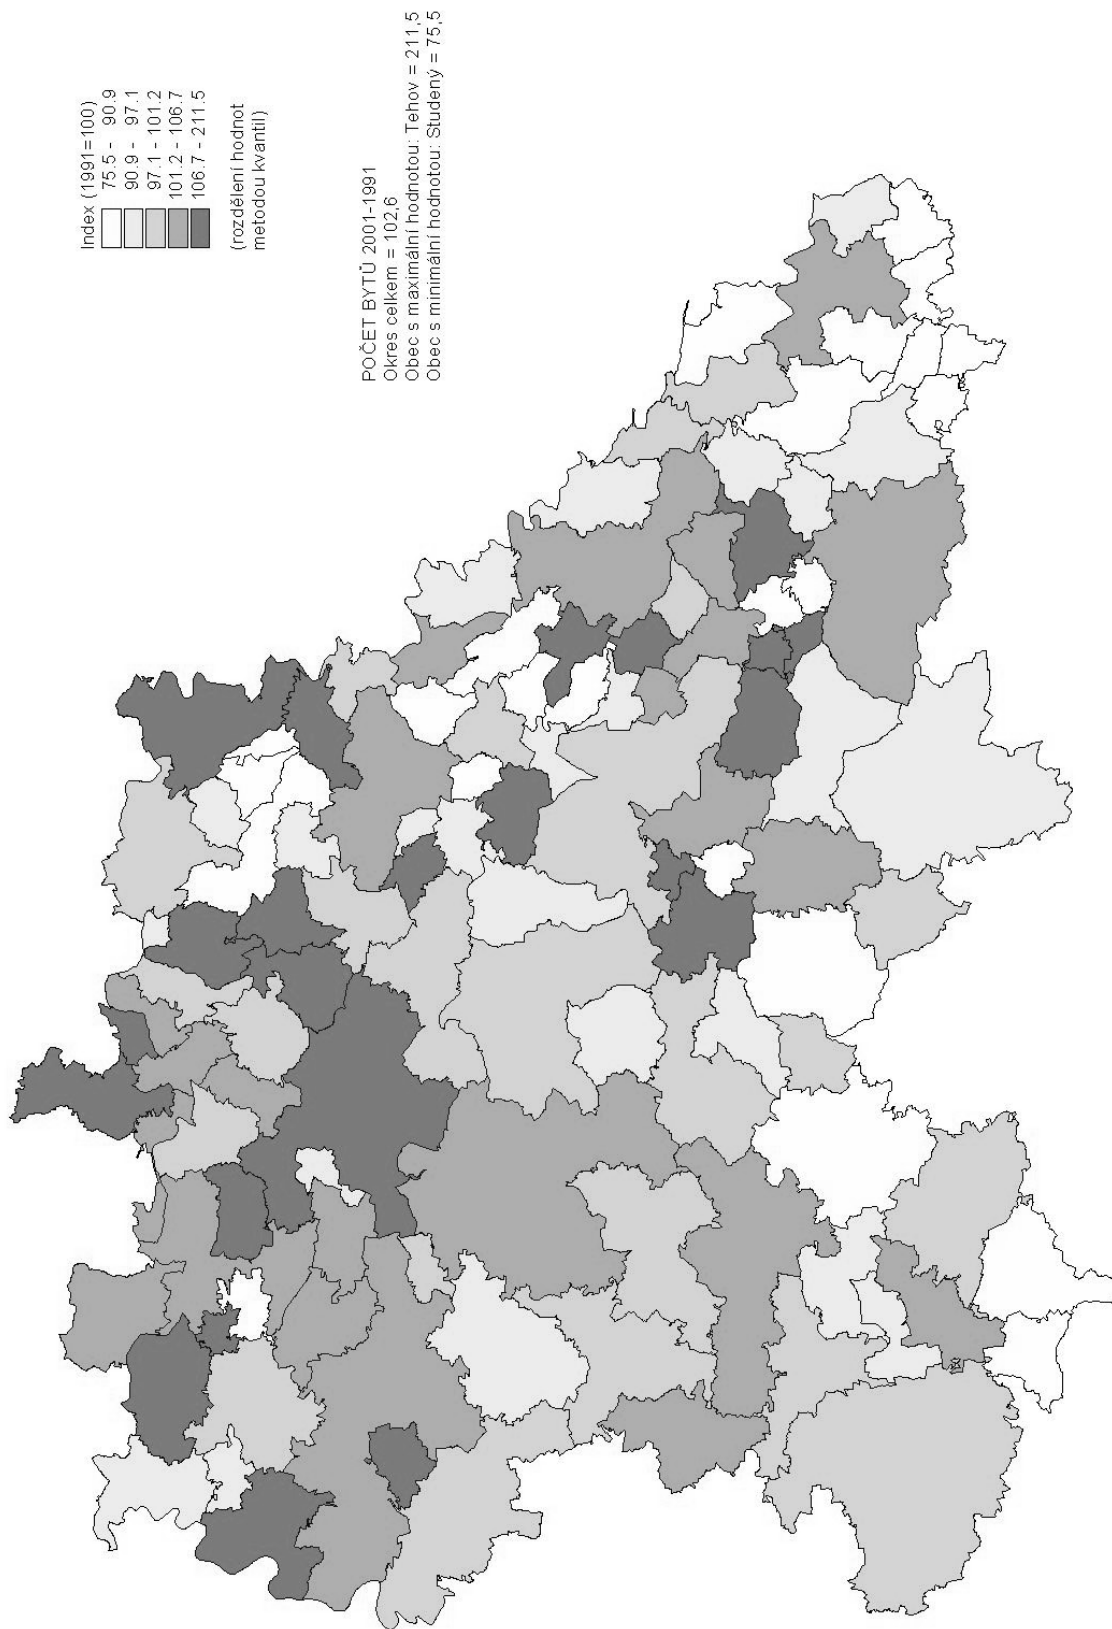 Index (1991=100)
75.5 - 90.9
90.9 - 97.1
97.1 - 101.2
101.2 - 106.7
106.7 - 211.5
(rozdělení hodnot
metodou kvantil)
POČET BYTŮ 2001-1991
Okres celkem = 102,6
Obec s maximální hodnotou: Tehov = 211,5
Obec s minimální hodnotou: Studený = 75,5